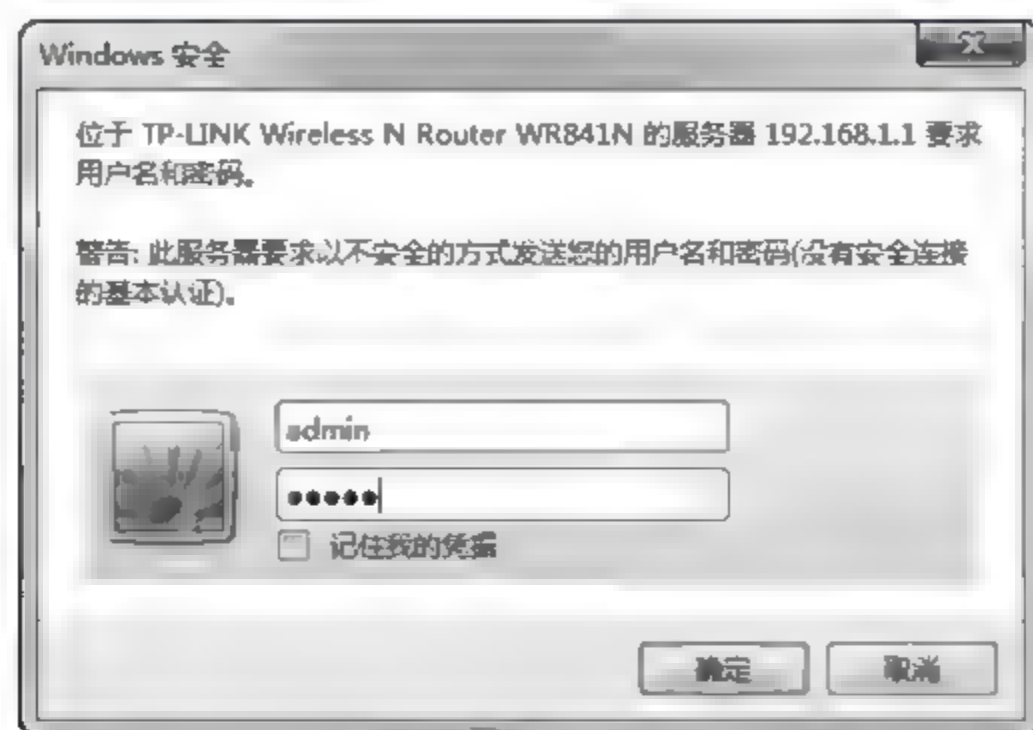 Windows 安全
位于 TP-LINK Wireless N Router WR841N 的服务器 192.168.1.1 要求
用户名和密码。
警告: 此服务器要求以不安全的方式发送您的用户名和密码(没有安全连接
的基本认证)。
admin
●●●●●
记住我的凭据
确定
取消